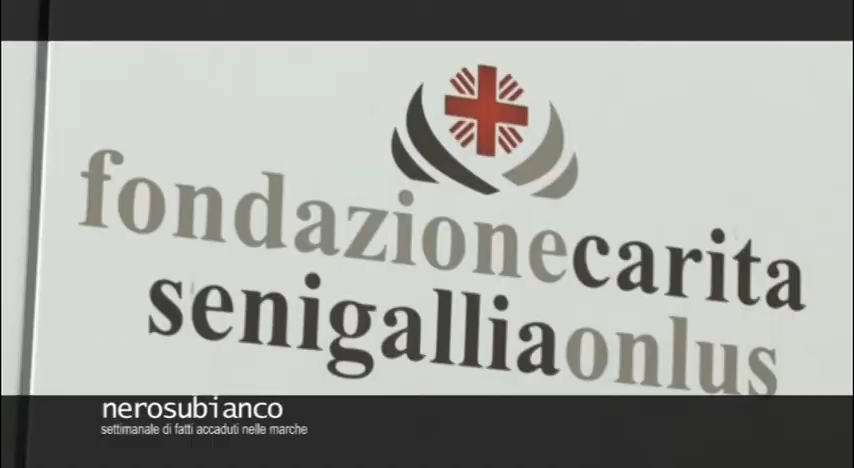 fondazionecarita
senigalliaonlus
nerosubianco
settimanale di fatti accaduti nelle marche